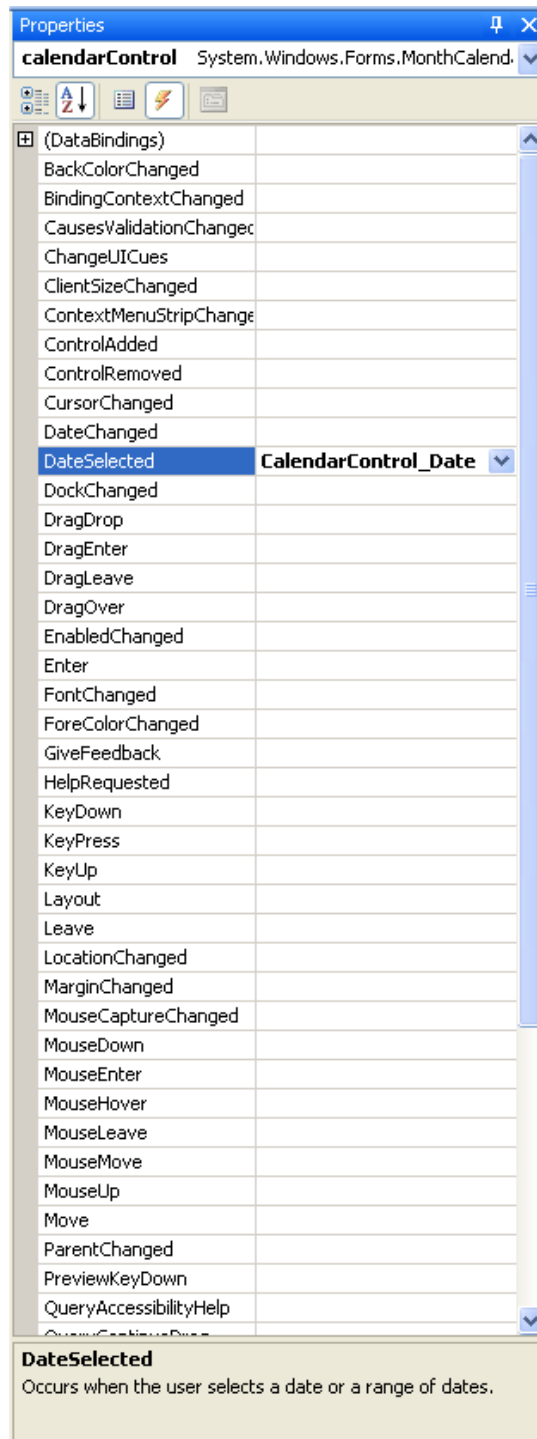 Properties
calendarControl System.Windows.Forms.MonthCalend.
(DataBindings)
BackColorChanged
BindingContextChanged
CausesValidationChanged
ChangeUICues
ClientSizeChanged
ContextMenuStripChange
ControlAdded
ControlRemoved
CursorChanged
DateChanged
DateSelected CalendarControl_Date
DockChanged
DragDrop
DragEnter
DragLeave
DragOver
EnabledChanged
Enter
FontChanged
ForeColorChanged
GiveFeedback
HelpRequested
KeyDown
KeyPress
KeyUp
Layout
Leave
LocationChanged
MarginChanged
MouseCaptureChanged
MouseDown
MouseEnter
MouseHover
MouseLeave
MouseMove
MouseUp
Move
ParentChanged
PreviewKeyDown
QueryAccessibilityHelp
QueryContinueDrag
DateSelected
Occurs when the user selects a date or a range of dates.